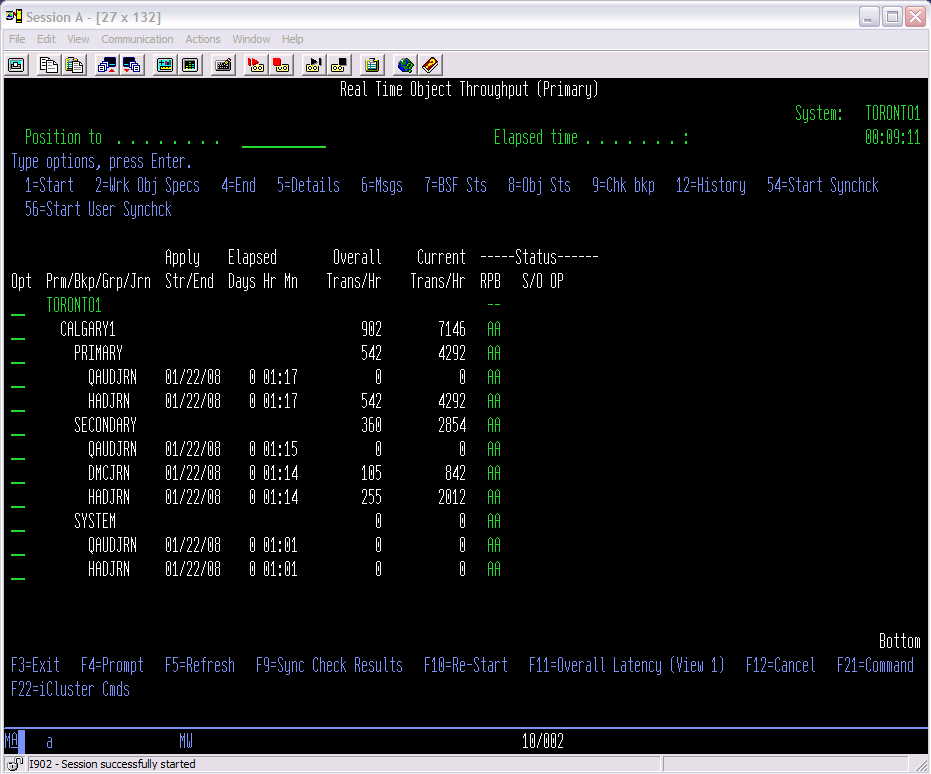 Session A - [27 x 132]
File Edit View Communication Actions Window Help
Real Time Object Throughput (Primary)
System: TORONTO1
Position to . . . . . . . . Elapsed time . . . . . . . : 00:09:11
Type options, press Enter.
1=Start 2=Wrk Obj Specs 4=End 5=Details 6=Msgs 7=BSF Sts 8=Obj Sts 9=Chk bkp 12=History 54=Start Synchck
56=Start User Synchck
Apply Elapsed Overall Current -----Status------
Opt Prm/Bkp/Grp/Jrn Str/End Days Hr Mn Trans/Hr Trans/Hr RPB S/O OP
TORONTO1 --
CALGARY1 902 7146 AA
PRIMARY 542 4292 AA
QAUDJRN 01/22/08 0 01:17 0 0 AA
HADJRN 01/22/08 0 01:17 542 4292 AA
SECONDARY 360 2854 AA
QAUDJRN 01/22/08 0 01:15 0 0 AA
DMCJRN 01/22/08 0 01:14 105 842 AA
HADJRN 01/22/08 0 01:14 255 2012 AA
SYSTEM 0 0 AA
QAUDJRN 01/22/08 0 01:01 0 0 AA
HADJRN 01/22/08 0 01:01 0 0 AA
Bottom
F3=Exit F4=Prompt F5=Refresh F9=Sync Check Results F10=Re-Start F11=Overall Latency (View 1) F12=Cancel F21=Command
F22=iCluster Cmds
MA a MW 10/002
I902 - Session successfully started